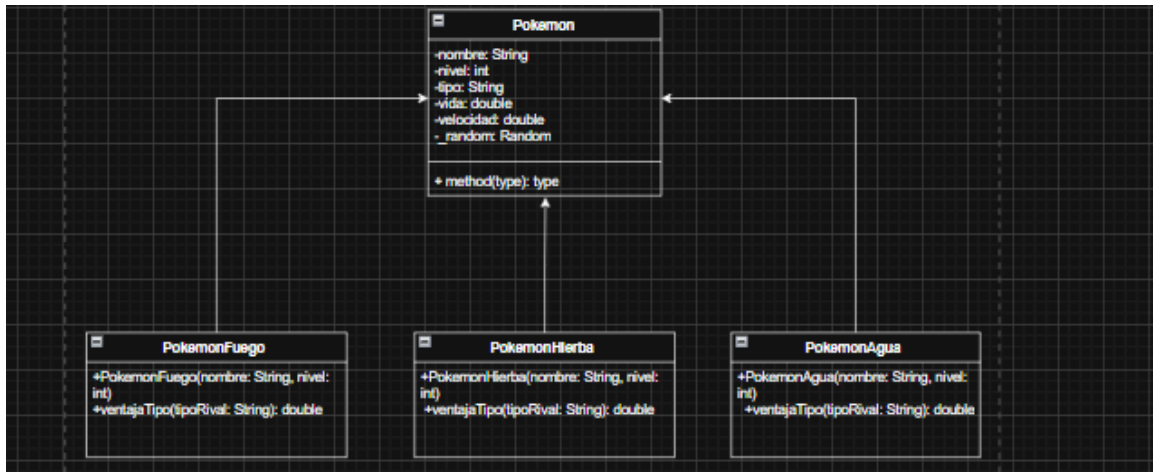 Pokemon
-nombre: String
-nivel: int
-tipo: String
-vida: double
-velocidad: double
-_random: Random
+ method(type): type
PokemonFuego
+PokemonFuego(nombre: String, nivel:
int)
+ventajaTipo(tipoRival: String): double
PokemonHierba
+PokemonHierba(nombre: String, nivel:
int)
+ventajaTipo(tipoRival: String): double
PokemonAgua
+PokemonAgua(nombre: String, nivel:
int)
+ventajaTipo(tipoRival: String): double